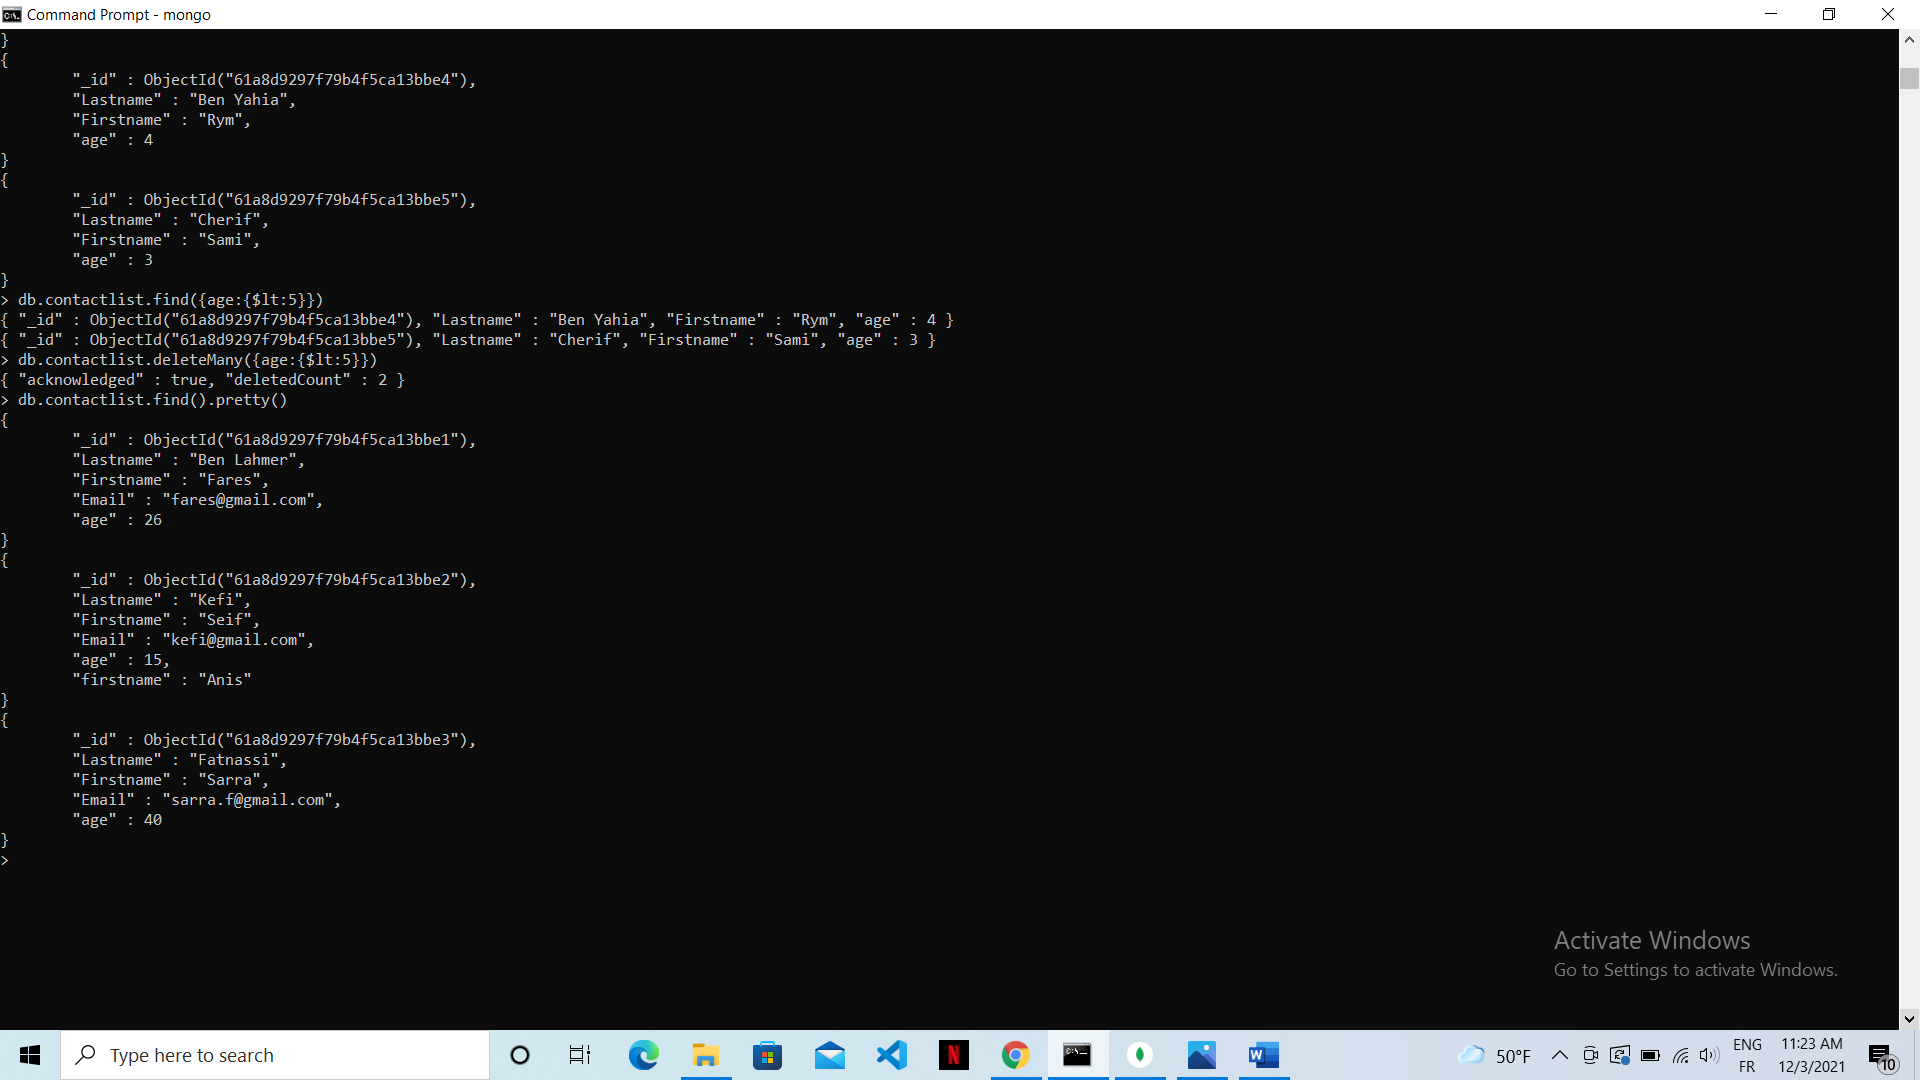 Command Prompt - mongo
}
{
"_id" : ObjectId("61a8d9297f79b4f5ca13bbe4"),
"Lastname" : "Ben Yahia",
"Firstname" : "Rym",
"age" : 4
}
{
"_id" : ObjectId("61a8d9297f79b4f5ca13bbe5"),
"Lastname" : "Cherif",
"Firstname" : "Sami",
"age" : 3
}
> db.contactlist.find({age:{$lt:5}})
{ "_id" : ObjectId("61a8d9297f79b4f5ca13bbe4"), "Lastname" : "Ben Yahia", "Firstname" : "Rym", "age" : 4 }
{ "_id" : ObjectId("61a8d9297f79b4f5ca13bbe5"), "Lastname" : "Cherif", "Firstname" : "Sami", "age" : 3 }
> db.contactlist.deleteMany({age:{$lt:5}})
{ "acknowledged" : true, "deletedCount" : 2 }
> db.contactlist.find().pretty()
{
"_id" : ObjectId("61a8d9297f79b4f5ca13bbe1"),
"Lastname" : "Ben Lahmer",
"Firstname" : "Fares",
"Email" : "fares@gmail.com",
"age" : 26
}
{
"_id" : ObjectId("61a8d9297f79b4f5ca13bbe2"),
"Lastname" : "Kefi",
"Firstname" : "Seif",
"Email" : "kefi@gmail.com",
"age" : 15,
"firstname" : "Anis"
}
{
"_id" : ObjectId("61a8d9297f79b4f5ca13bbe3"),
"Lastname" : "Fatnassi",
"Firstname" : "Sarra",
"Email" : "sarra.f@gmail.com",
"age" : 40
}
>
Activate Windows
Go to Settings to activate Windows.
Type here to search
50°F
ENG
FR
11:23 AM
12/3/2021
10